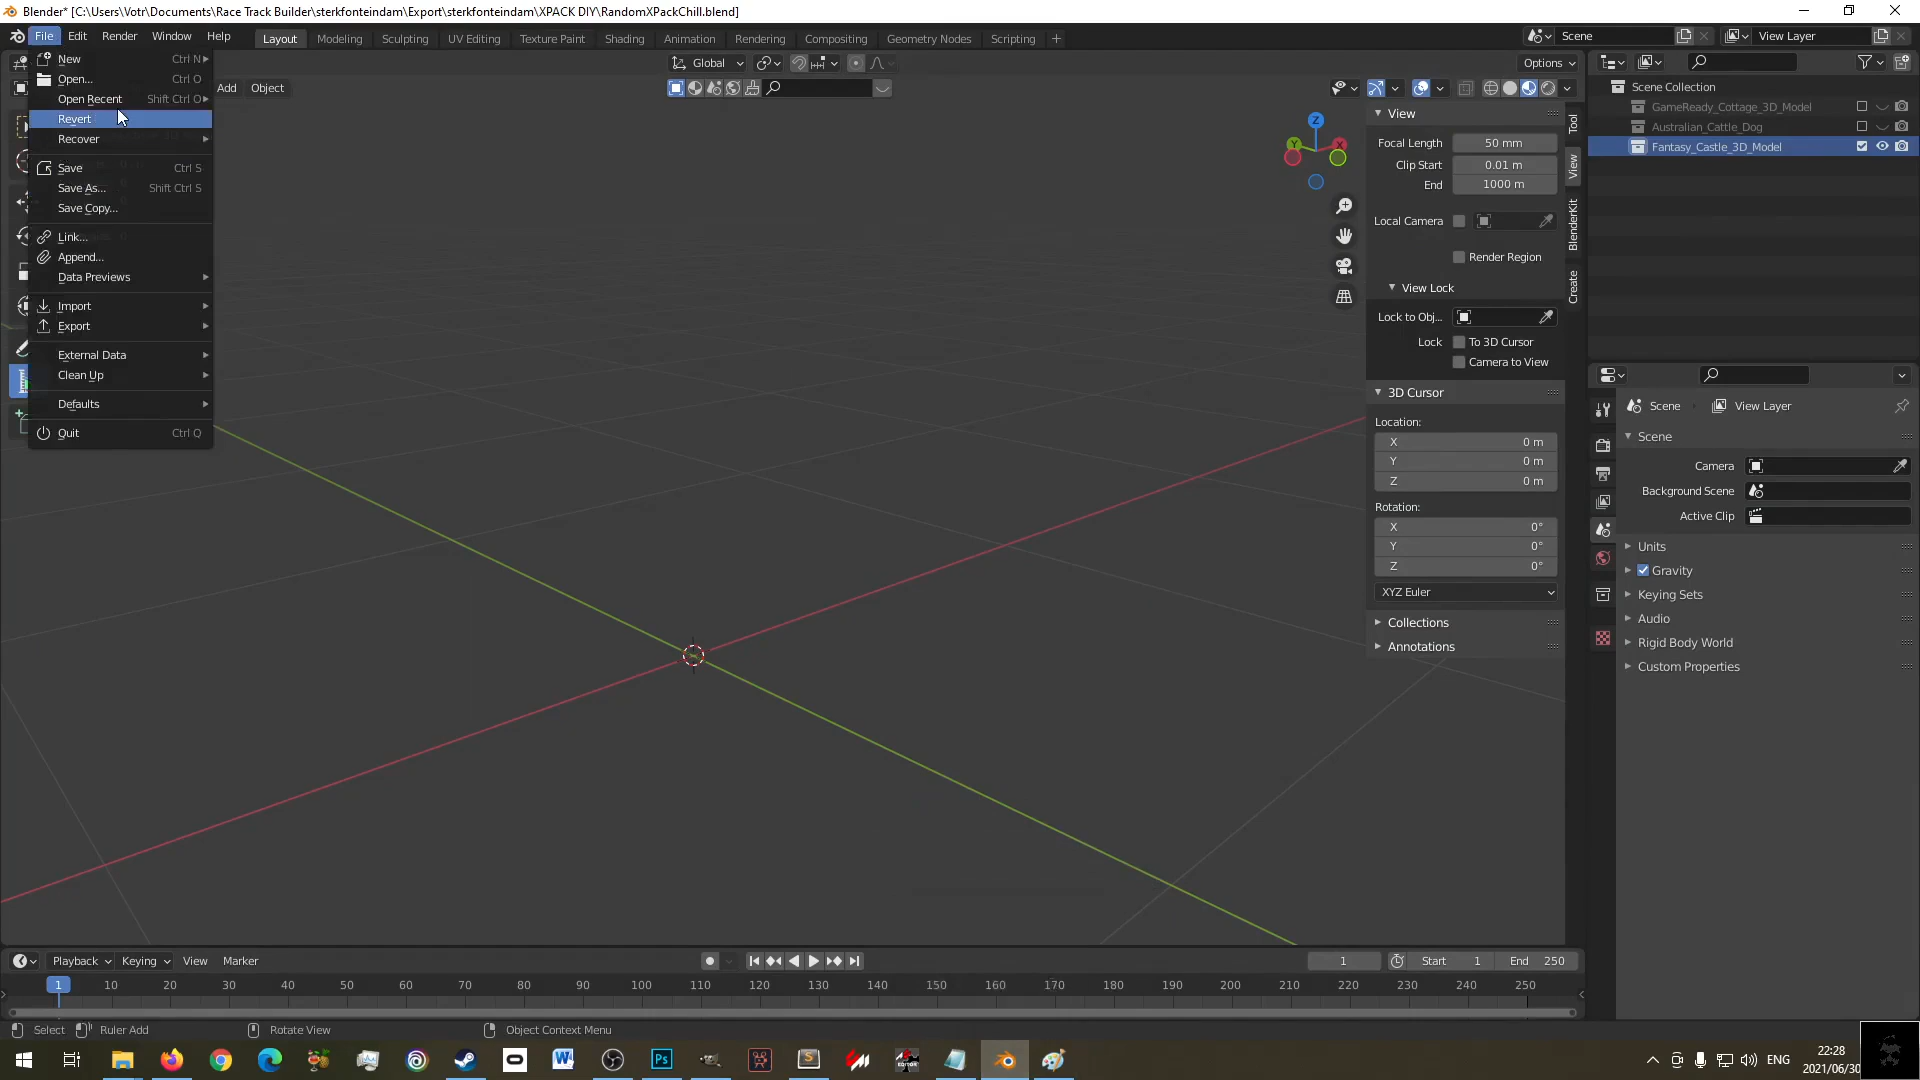 Blender* [C:\Users\Votr\Documents\Race Track Builder\sterkfonteindam\Export\sterkfonteindam\XPACK DIY\RandomXPackChill.blend]
File Edit Render Window Help Layout Modeling Sculpting UV Editing Texture Paint Shading Animation Rendering Compositing Geometry Nodes Scripting + Scene View Layer
Global Options
Add Object
New Ctrl N
Open... Ctrl O
Open Recent Shift Ctrl O
Revert
Recover
Save Ctrl S
Save As... Shift Ctrl S
Save Copy...
Link...
Append...
Data Previews
Import
Export
External Data
Clean Up
Defaults
Quit Ctrl Q
Z
Y
X
View
Focal Length 50 mm
Clip Start 0.01 m
End 1000 m
Local Camera
Render Region
View Lock
Lock to Obj...
Lock To 3D Cursor
Camera to View
3D Cursor
Location:
X 0 m
Y 0 m
Z 0 m
Rotation:
X 0°
Y 0°
Z 0°
XYZ Euler
Collections
Annotations
Tool
View
BlenderKit
Create
Scene Collection
GameReady_Cottage_3D_Model
Australian_Cattle_Dog
Fantasy_Castle_3D_Model
Scene View Layer
Scene
Camera
Background Scene
Active Clip
Units
Gravity
Keying Sets
Audio
Rigid Body World
Custom Properties
Playback Keying View Marker 1 Start 1 End 250
1 10 20 30 40 50 60 70 80 90 100 110 120 130 140 150 160 170 180 190 200 210 220 230 240 250
Select Ruler Add Rotate View Object Context Menu
Ps
ENG
22:28
2021/06/30